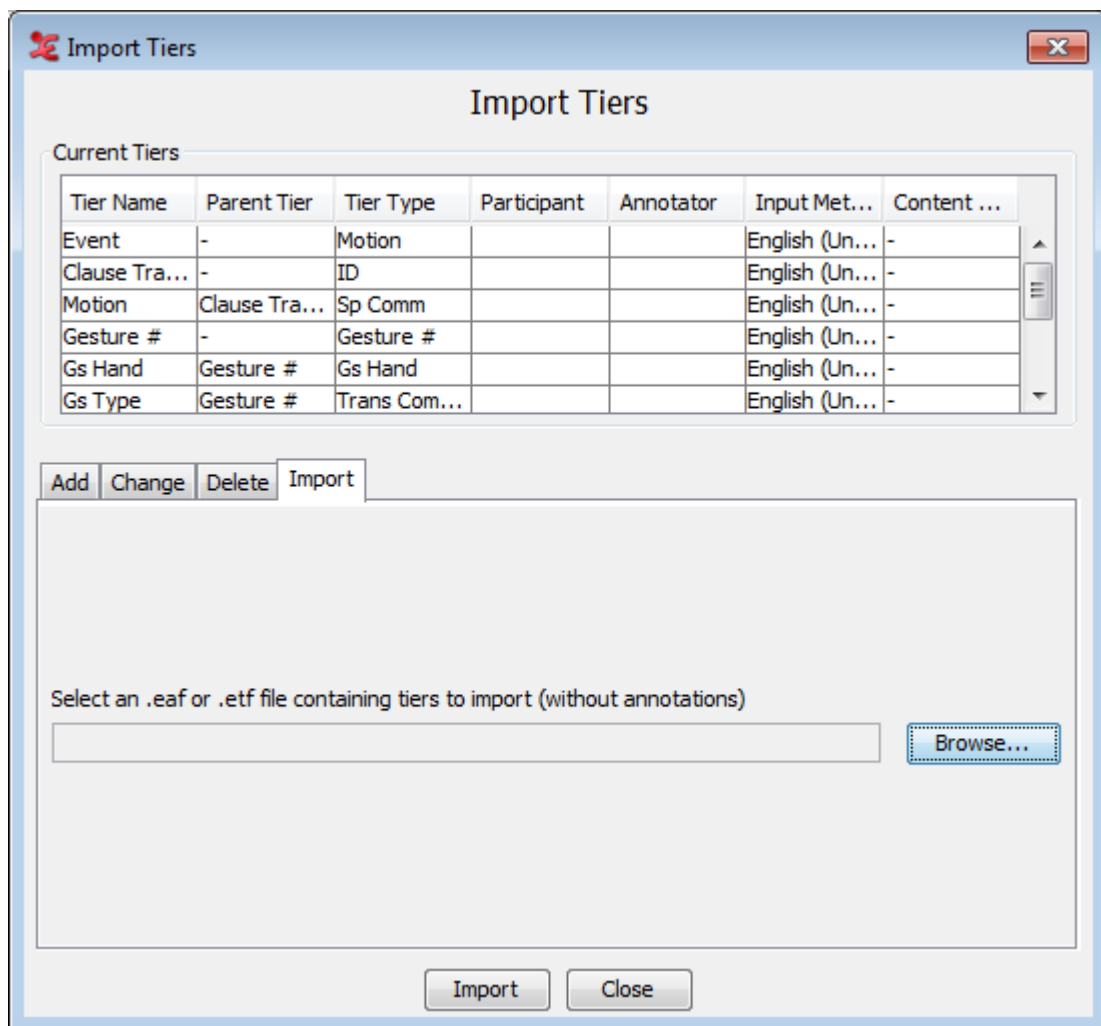 Import Tiers
Import Tiers
Current Tiers
Tier Name Parent Tier Tier Type Participant Annotator Input Met... Content ...
Event - Motion English (Un... -
Clause Tra... - ID English (Un... -
Motion Clause Tra... Sp Comm English (Un... -
Gesture # - Gesture # English (Un... -
Gs Hand Gesture # Gs Hand English (Un... -
Gs Type Gesture # Trans Com... English (Un... -
Add Change Delete Import
Select an .eaf or .etf file containing tiers to import (without annotations)
Browse...
Import Close